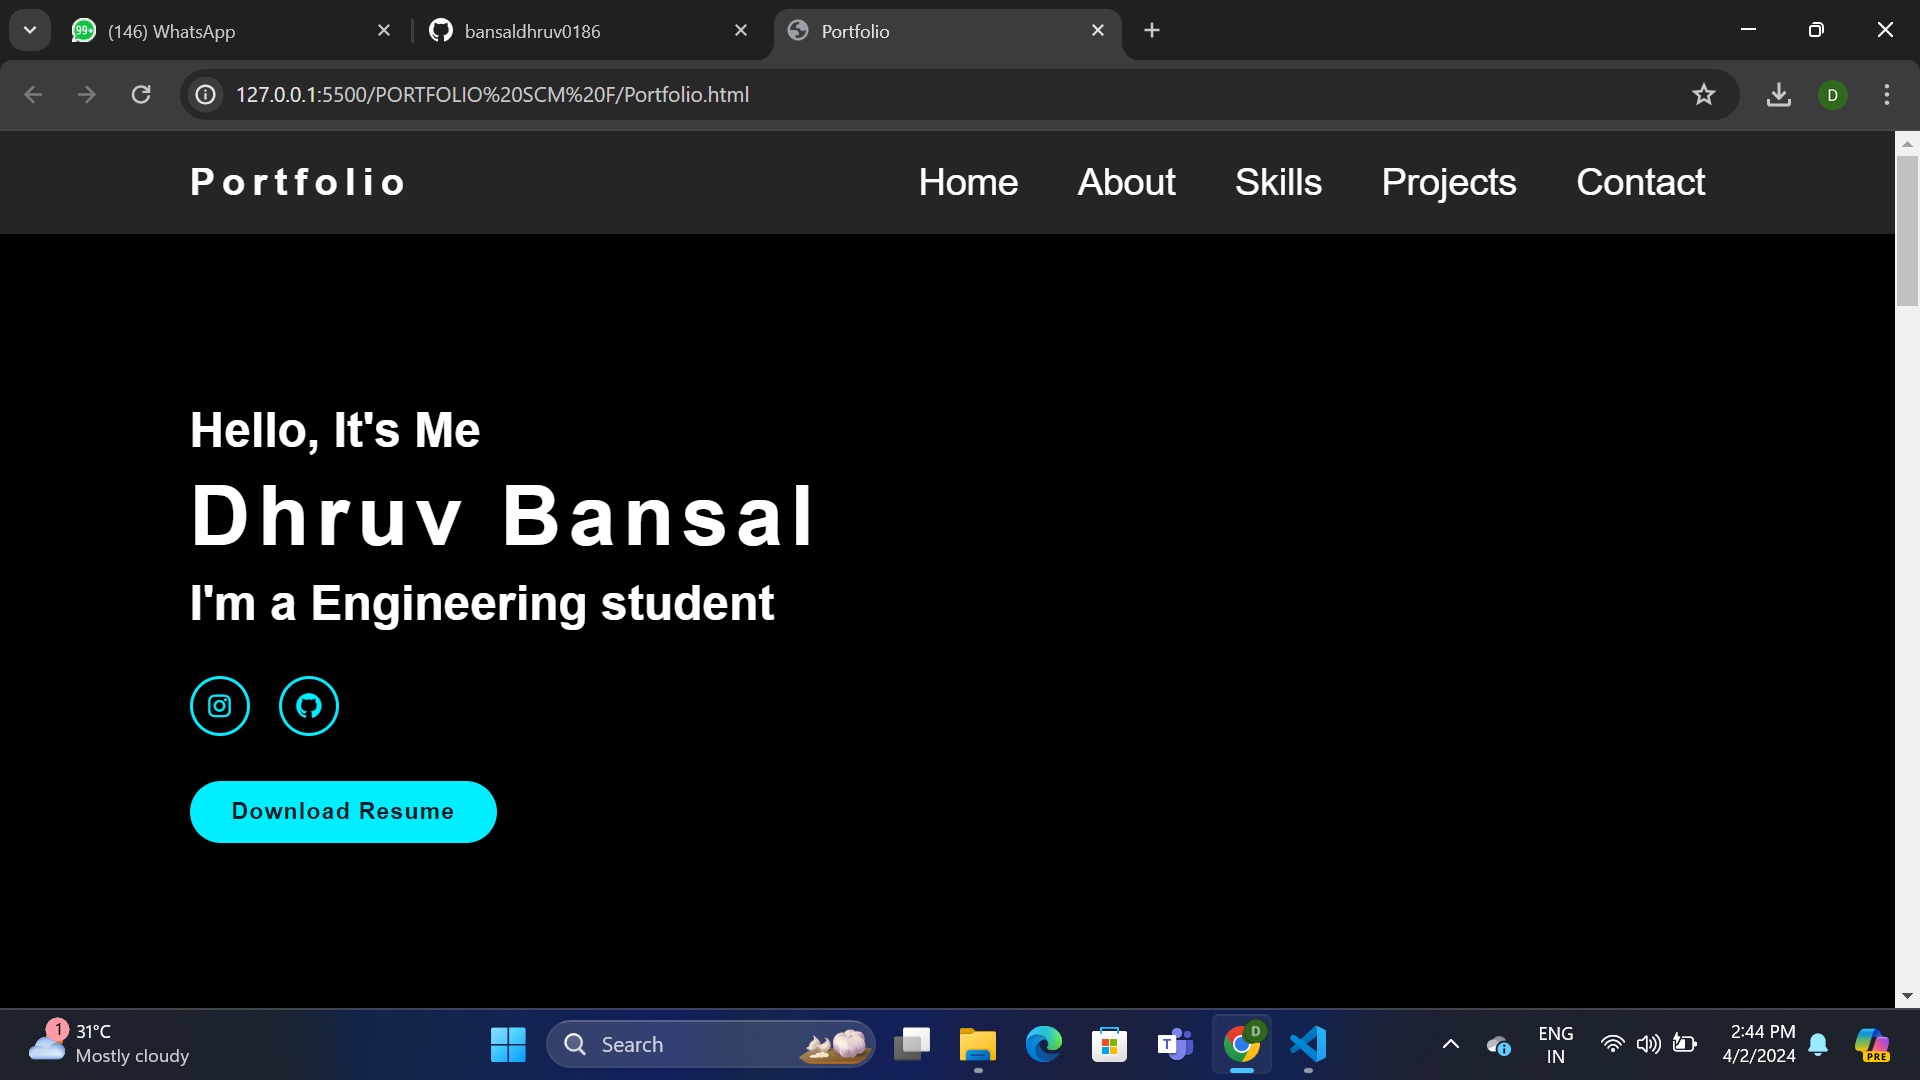 (146) WhatsApp
bansaldhruv0186
Portfolio
127.0.0.1:5500/PORTFOLIO%20SCM%20F/Portfolio.html
D
Portfolio
Home About Skills Projects Contact
Hello, It's Me
Dhruv Bansal
I'm a Engineering student
Download Resume
1
31°C
Mostly cloudy
Search
T
D
ENG
IN
2:44 PM
4/2/2024
PRE